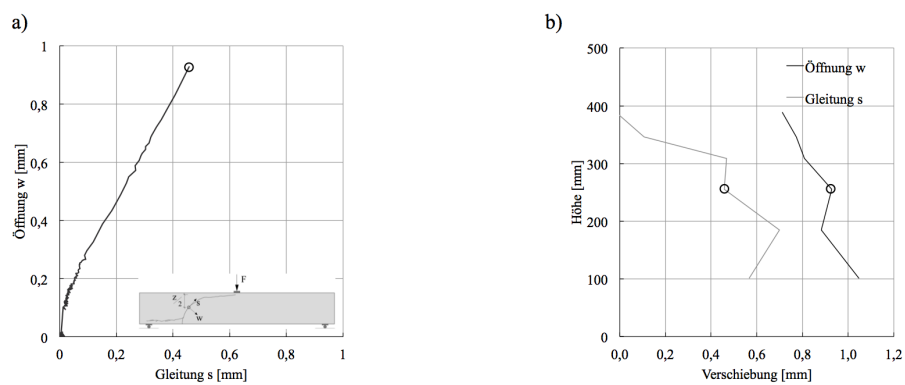 a)
Öffnung w [mm]
1
0,8
0,6
0,4
0,2
0
0 0,2 0,4 0,6 0,8 1
Gleitung s [mm]
F
z
2
s
w
b)
Höhe [mm]
500
400
300
200
100
0
0,0 0,2 0,4 0,6 0,8 1,0 1,2
Verschiebung [mm]
Öffnung w
Gleitung s